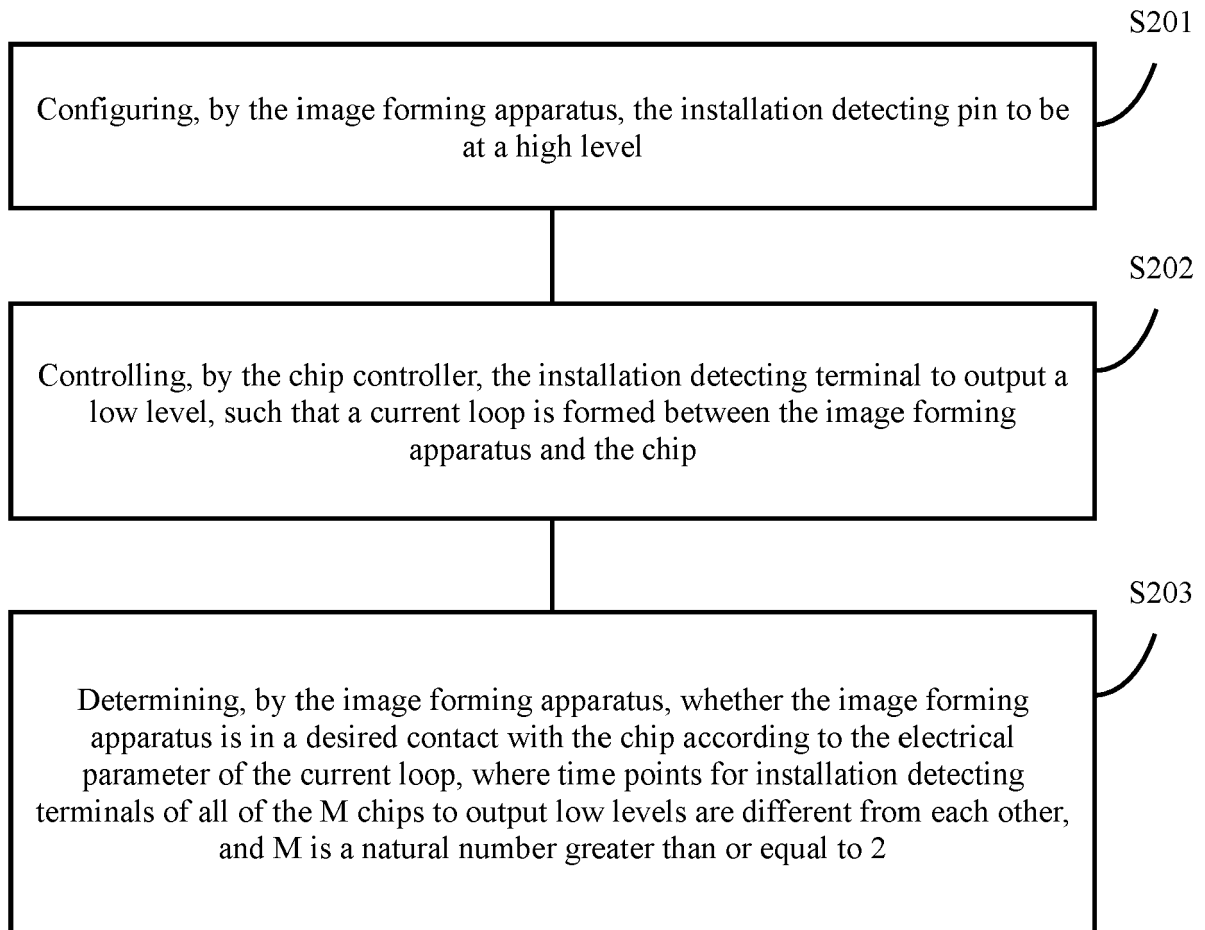 S201
Configuring, by the image forming apparatus, the installation detecting pin to be
at a high level
S202
Controlling, by the chip controller, the installation detecting terminal to output a
low level, such that a current loop is formed between the image forming
apparatus and the chip
S203
Determining, by the image forming apparatus, whether the image forming
apparatus is in a desired contact with the chip according to the electrical
parameter of the current loop, where time points for installation detecting
terminals of all of the M chips to output low levels are different from each other,
and M is a natural number greater than or equal to 2